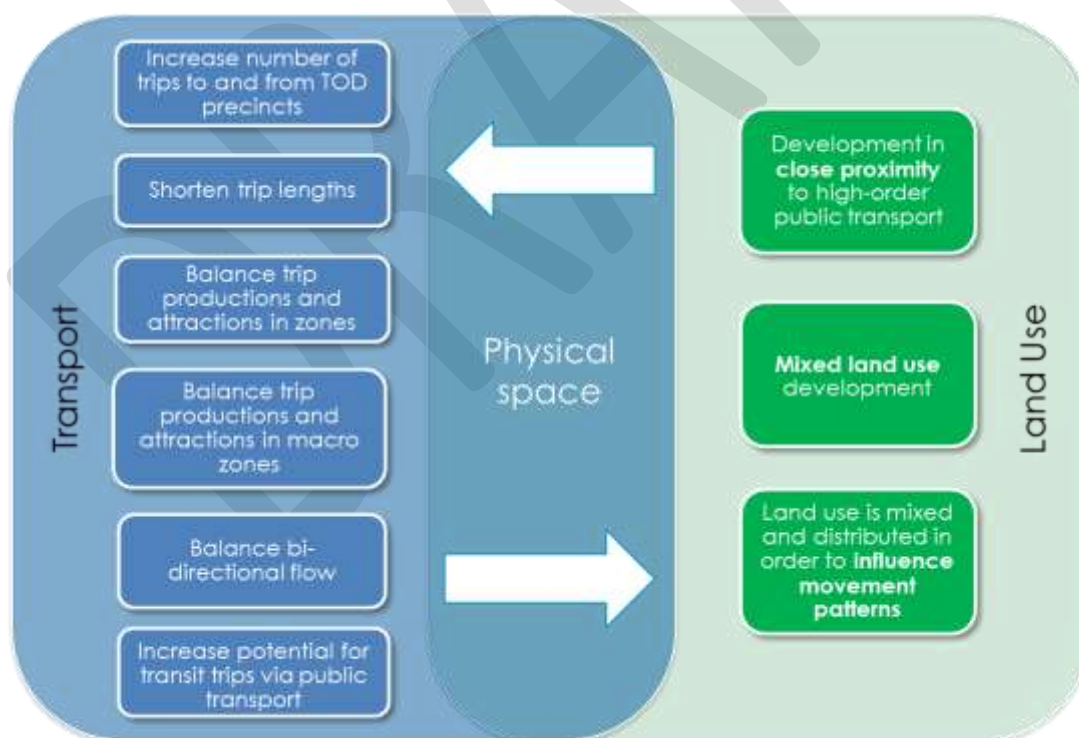 Transport
Increase number of
trips to and from TOD
precincts
Shorten trip lengths
Balance trip
productions and
attractions in zones
Balance trip
productions and
attractions in macro
zones
Balance bi-
directional flow
Increase potential for
transit trips via public
transport
Physical
space
Development in
close proximity
to high-order
public transport
Mixed land use
development
Land use is mixed
and distributed in
order to influence
movement
patterns
Land Use